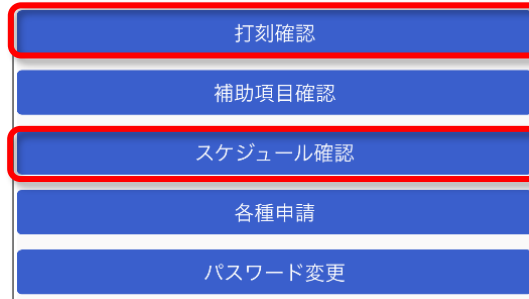 打刻確認
補助項目確認
スケジュール確認
各種申請
パスワード変更